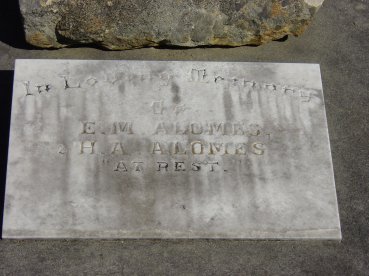 In Loving Memory
Of
E. M. ALOMES,
& H. A. ALOMES
"AT REST."